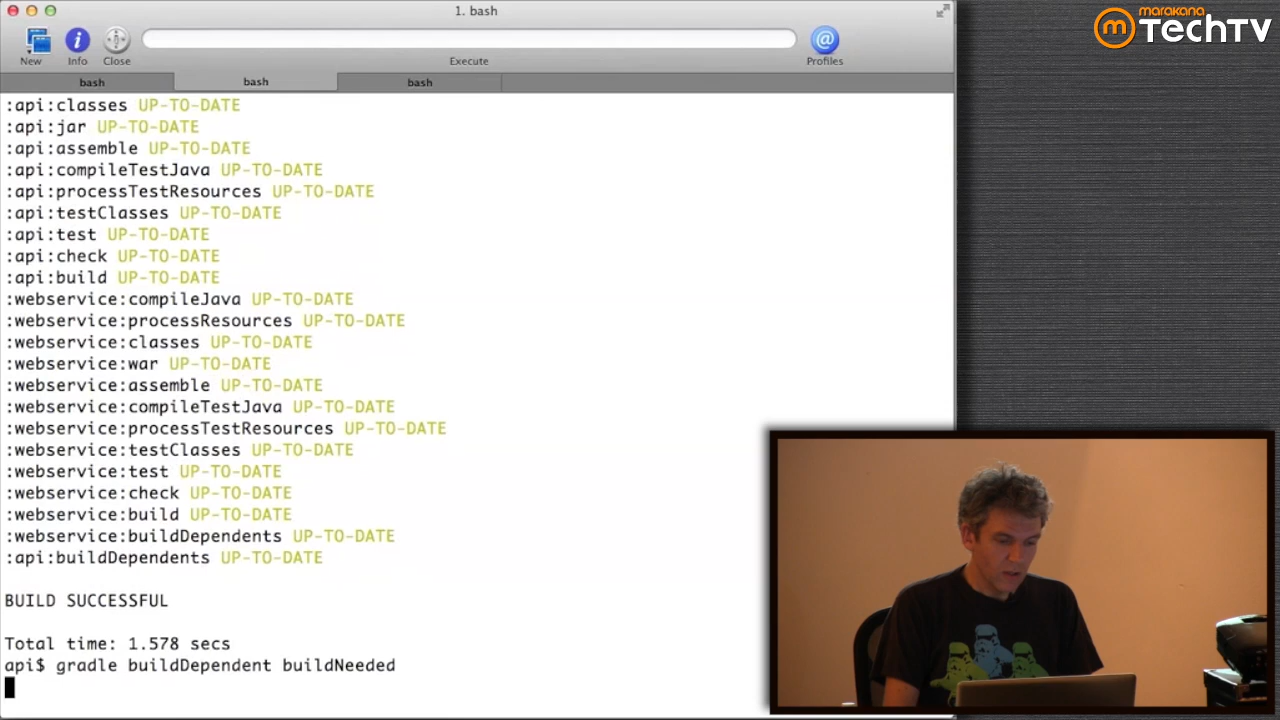 1. bash
marakana
m TechTV
New
Info
Close
Execute
Profiles
bash
bash
bash
:api:classes UP-TO-DATE
:api:jar UP-TO-DATE
:api:assemble UP-TO-DATE
:api:compileTestJava UP-TO-DATE
:api:processTestResources UP-TO-DATE
:api:testClasses UP-TO-DATE
:api:test UP-TO-DATE
:api:check UP-TO-DATE
:api:build UP-TO-DATE
:webservice:compileJava UP-TO-DATE
:webservice:processResources UP-TO-DATE
:webservice:classes UP-TO-DATE
:webservice:war UP-TO-DATE
:webservice:assemble UP-TO-DATE
:webservice:compileTestJava UP-TO-DATE
:webservice:processTestResources UP-TO-DATE
:webservice:testClasses UP-TO-DATE
:webservice:test UP-TO-DATE
:webservice:check UP-TO-DATE
:webservice:build UP-TO-DATE
:webservice:buildDependents UP-TO-DATE
:api:buildDependents UP-TO-DATE
BUILD SUCCESSFUL
Total time: 1.578 secs
api$ gradle buildDependent buildNeeded